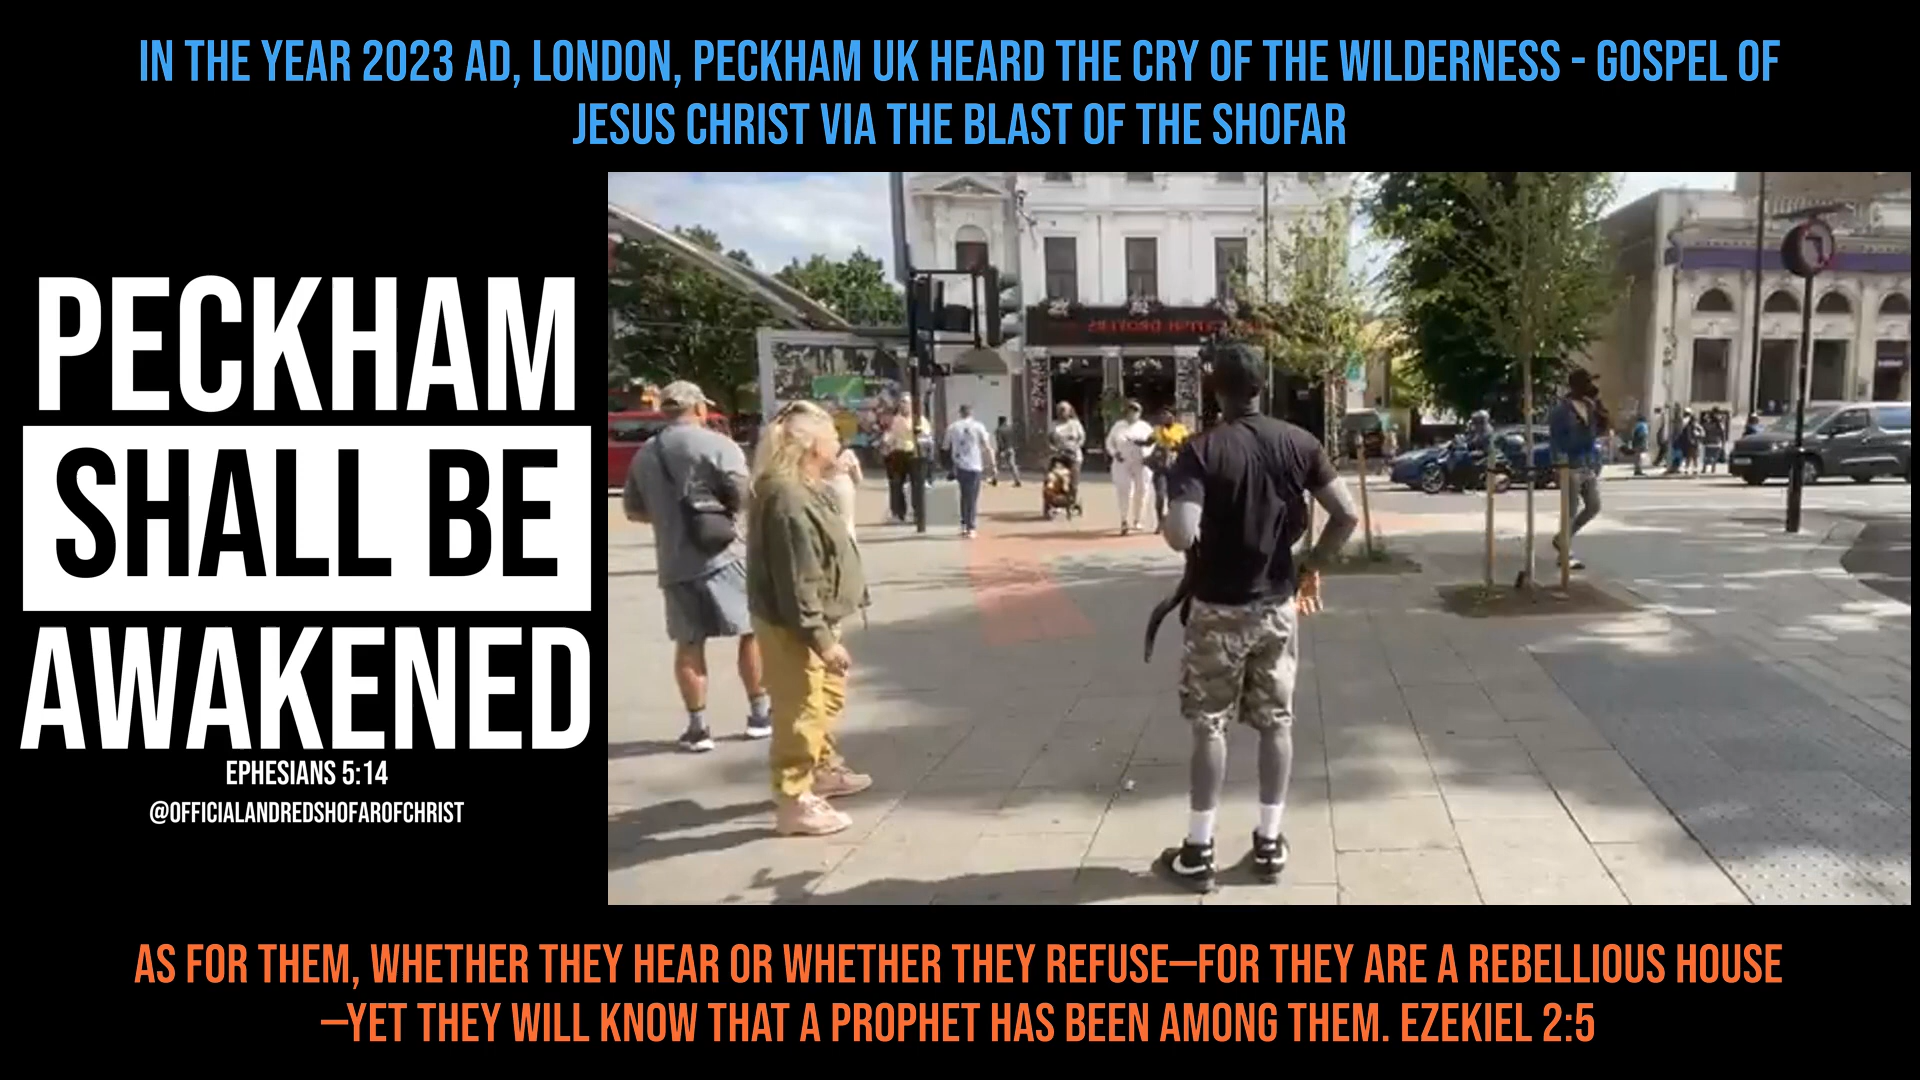 IN THE YEAR 2023 AD, LONDON, PECKHAM UK HEARD THE CRY OF THE WILDERNESS - GOSPEL OF
JESUS CHRIST VIA THE BLAST OF THE SHOFAR
PECKHAM
SHALL BE
AWAKENED
EPHESIANS 5:14
@OFFICIALANDREDSHOFAROFCHRIST
AS FOR THEM, WHETHER THEY HEAR OR WHETHER THEY REFUSE—FOR THEY ARE A REBELLIOUS HOUSE
—YET THEY WILL KNOW THAT A PROPHET HAS BEEN AMONG THEM. EZEKIEL 2:5